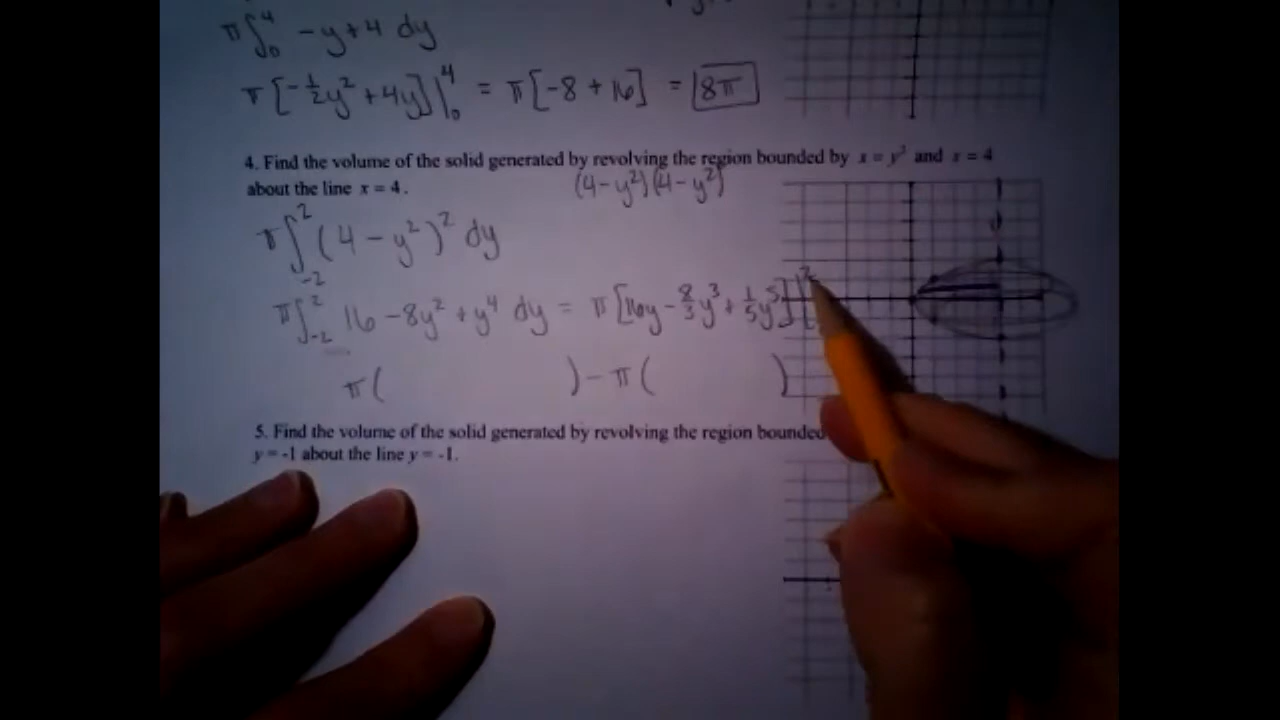 π∫₀⁴ -y+4 dy
π[-½y²+4y]|₀⁴ = π[-8+16] = 8π
4. Find the volume of the solid generated by revolving the region bounded by x = y² and x = 4
about the line x = 4.
(4-y²)(4-y²)
π∫₋₂² (4-y²)² dy
π∫₋₂² 16-8y²+y⁴ dy = π[16y-8/3y³+1/5y⁵]|²
π( )-π( )
5. Find the volume of the solid generated by revolving the region bounded
y = -1 about the line y = -1.